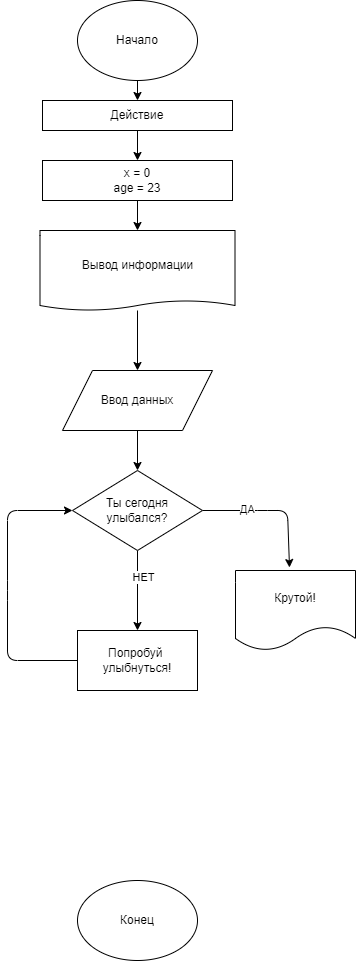 Начало
Действие
x = 0
age = 23
Вывод информации
Ввод данных
Ты сегодня
улыбался?
ДА
НЕТ
Крутой!
Попробуй
улыбнуться!
Конец